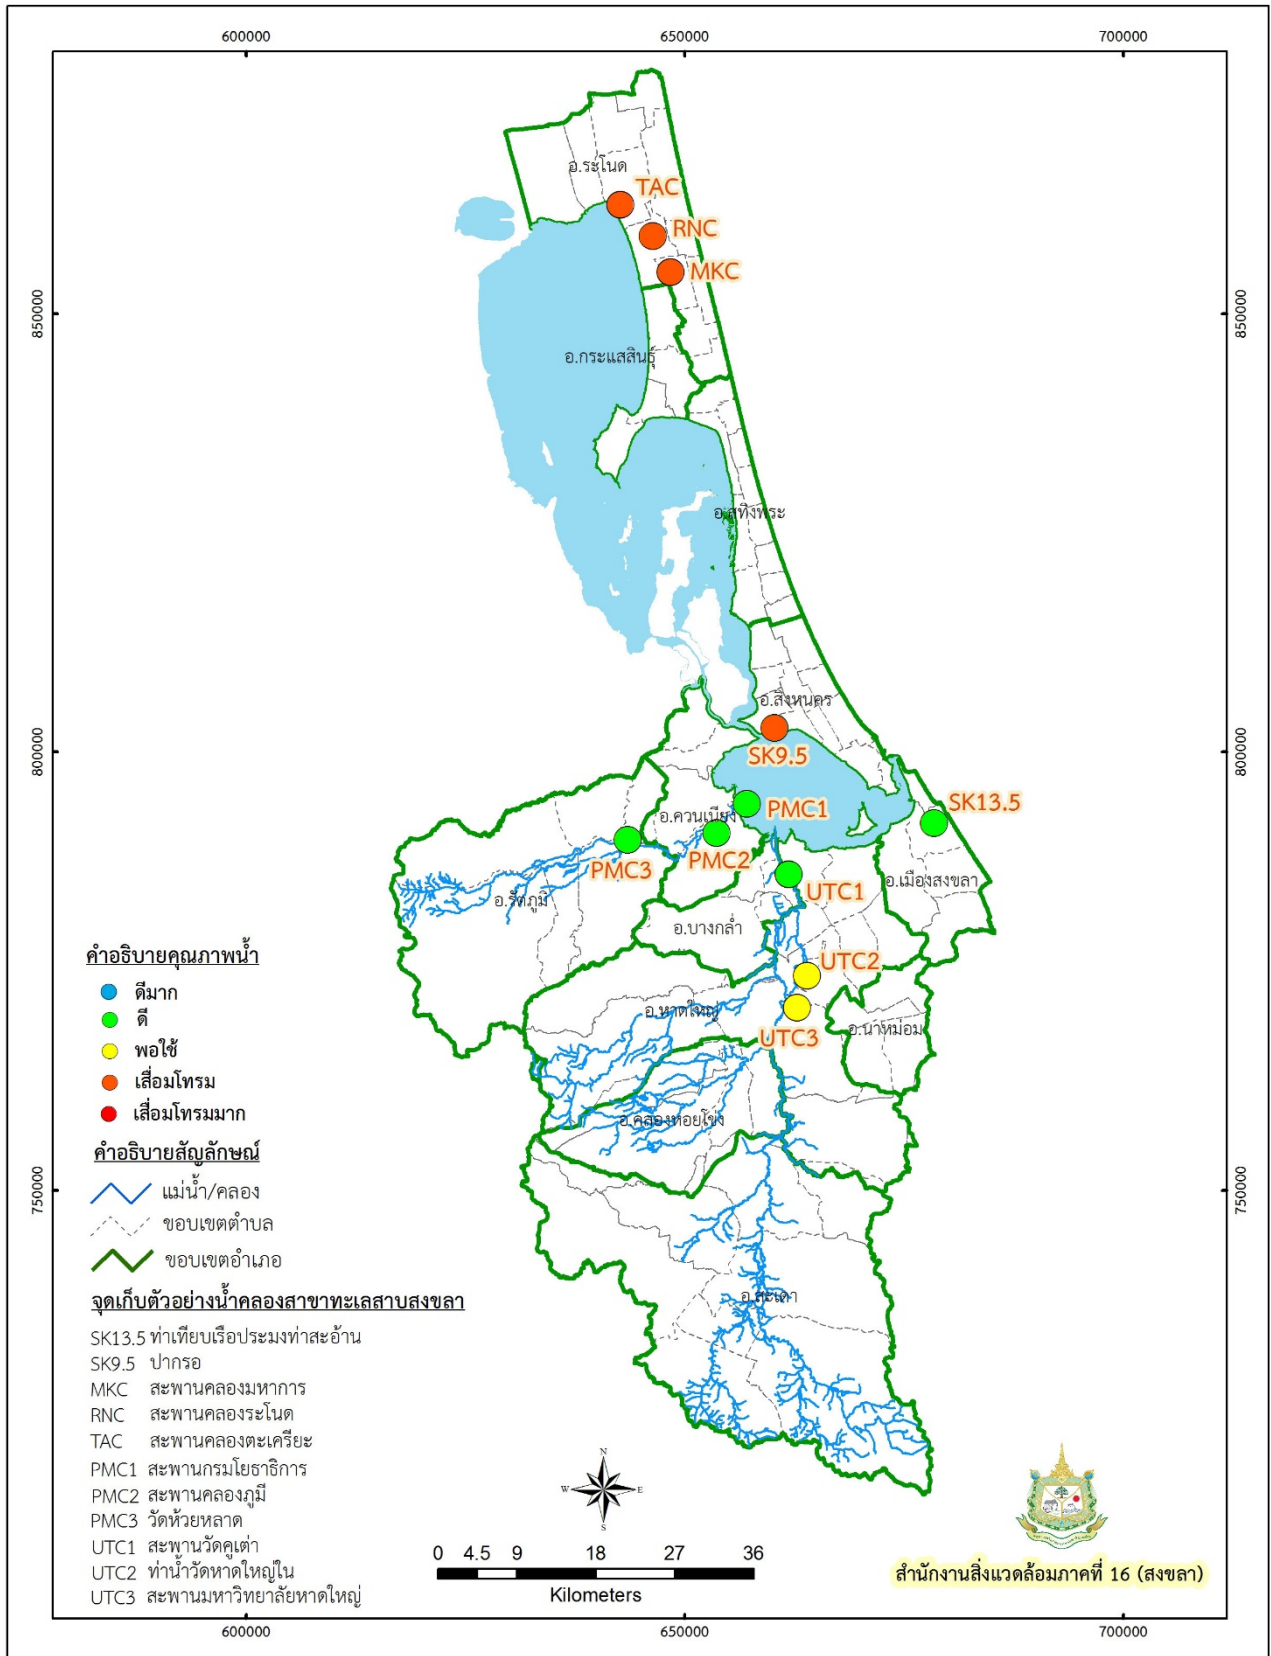 600000 650000 700000
อ.ระโนด
TAC
RNC
MKC
850000 850000
อ.กระแสสินธุ์
อ.สทิงพระ
อ.สิงหนคร
SK9.5
800000 800000
SK13.5
PMC1
อ.ควนเนียง
PMC2
PMC3
UTC1
อ.เมืองสงขลา
อ.รัตภูมิ
อ.บางกล่ำ
UTC2
อ.หาดใหญ่
อ.นาหม่อม
UTC3
อ.คลองหอยโข่ง
750000 750000
อ.สะเดา
คำอธิบายคุณภาพน้ำ
ดีมาก
ดี
พอใช้
เสื่อมโทรม
เสื่อมโทรมมาก
คำอธิบายสัญลักษณ์
แม่น้ำ/คลอง
ขอบเขตตำบล
ขอบเขตอำเภอ
จุดเก็บตัวอย่างน้ำคลองสาขาทะเลสาบสงขลา
SK13.5 ท่าเทียบเรือประมงท่าสะอ้าน
SK9.5 ปากรอ
MKC สะพานคลองมหาการ
RNC สะพานคลองระโนด
TAC สะพานคลองตะเครียะ
PMC1 สะพานกรมโยธาธิการ
PMC2 สะพานคลองภูมี
PMC3 วัดห้วยหลาด
UTC1 สะพานวัดคูเต่า
UTC2 ท่าน้ำวัดหาดใหญ่ใน
UTC3 สะพานมหาวิทยาลัยหาดใหญ่
N
W E
S
0 4.5 9 18 27 36
Kilometers
สำนักงานสิ่งแวดล้อมภาคที่ 16 (สงขลา)
600000 650000 700000